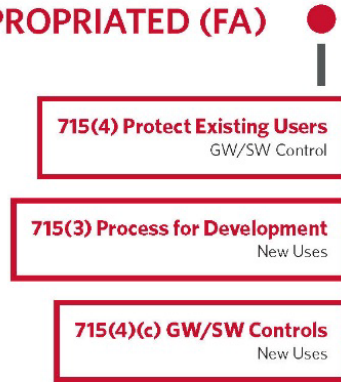 PROPRIATED (FA)
715(4) Protect Existing Users
GW/SW Control
715(3) Process for Development
New Uses
715(4)(c) GW/SW Controls
New Uses